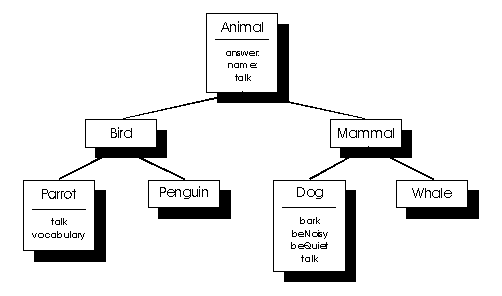 Animal
answer:
name:
talk
Bird
Mammal
Parrot
talk
vocabulary
Penguin
Dog
bark
beNoisy
beQuiet
talk
Whale